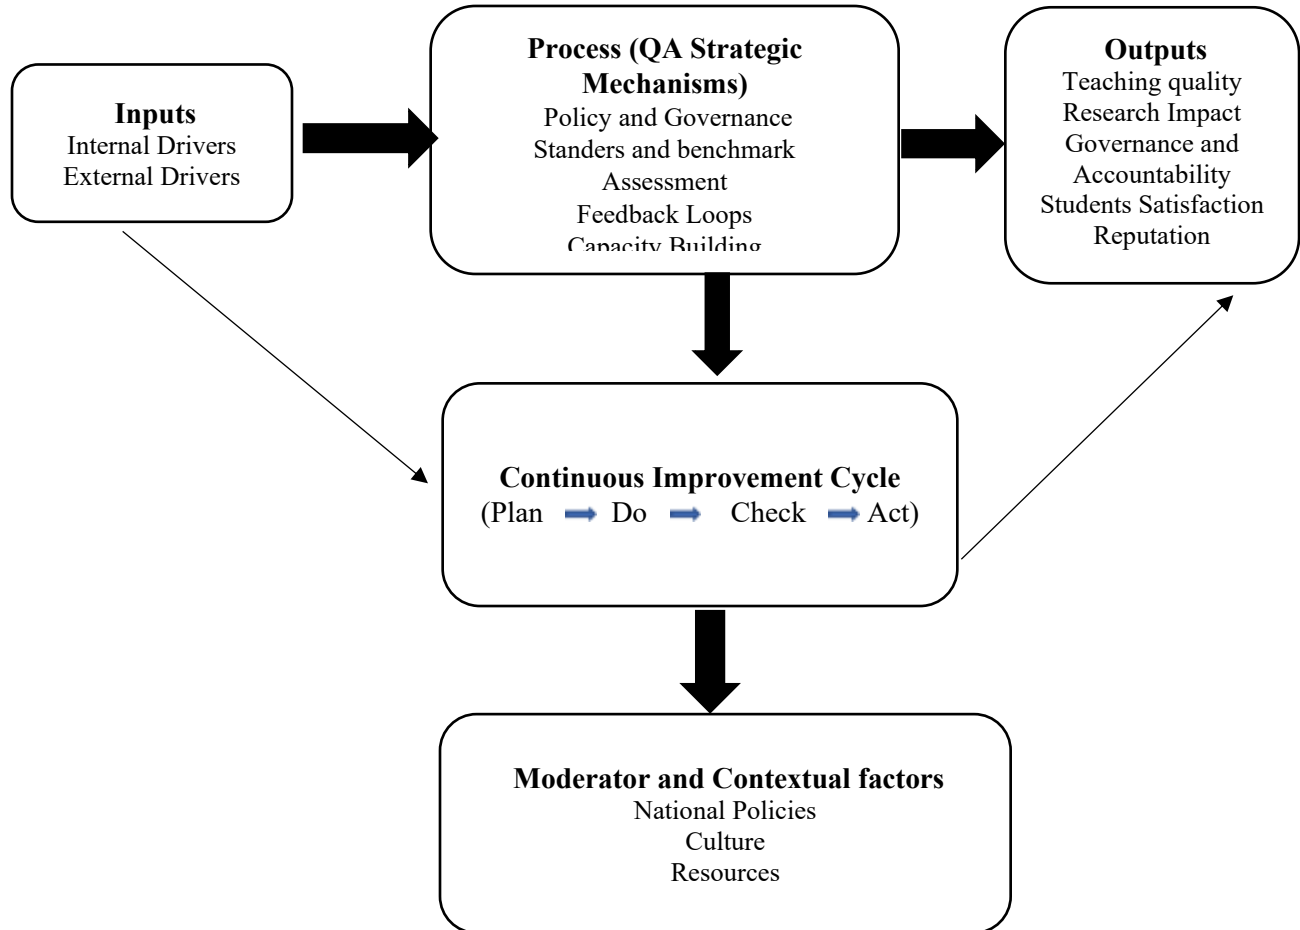 Inputs
Internal Drivers
External Drivers
Process (QA Strategic
Mechanisms)
Policy and Governance
Standers and benchmark
Assessment
Feedback Loops
Capacity Building
Outputs
Teaching quality
Research Impact
Governance and
Accountability
Students Satisfaction
Reputation
Continuous Improvement Cycle
(Plan Do Check Act)
Moderator and Contextual factors
National Policies
Culture
Resources